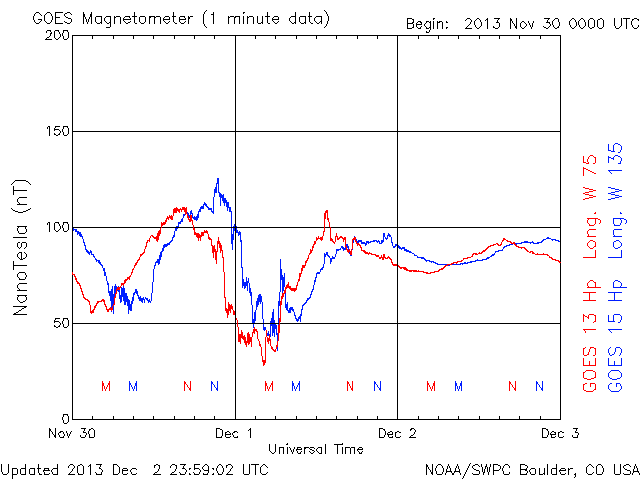 GOES Magnetometer (1 minute data)
Begin: 2013 Nov 30 0000 UTC
200
150
100
50
0
NanoTesla (nT)
M M N N M M N N M M N N
Nov 30 Dec 1 Dec 2 Dec 3
Universal Time
GOES 13 Hp Long. W 75
GOES 15 Hp Long. W 135
Updated 2013 Dec 2 23:59:02 UTC
NOAA/SWPC Boulder, CO USA